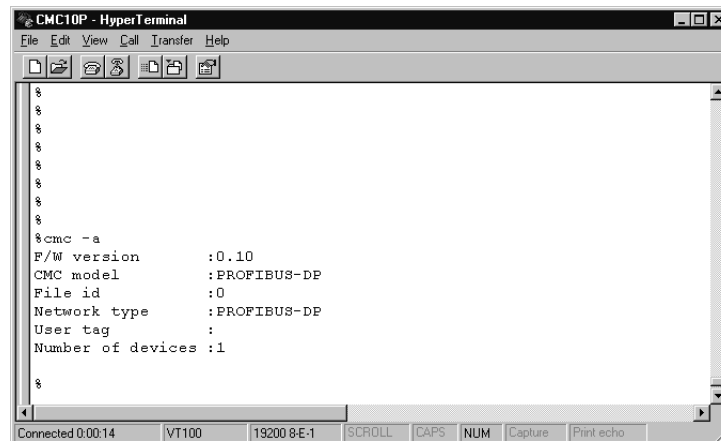 CMC10P - HyperTerminal
File Edit View Call Transfer Help
%
%
%
%
%
%
%
%
%cmc -a
F/W version :0.10
CMC model :PROFIBUS-DP
File id :0
Network type :PROFIBUS-DP
User tag :
Number of devices :1
%
Connected 0:00:14 VT100 19200 8-E-1 SCROLL CAPS NUM Capture Print echo